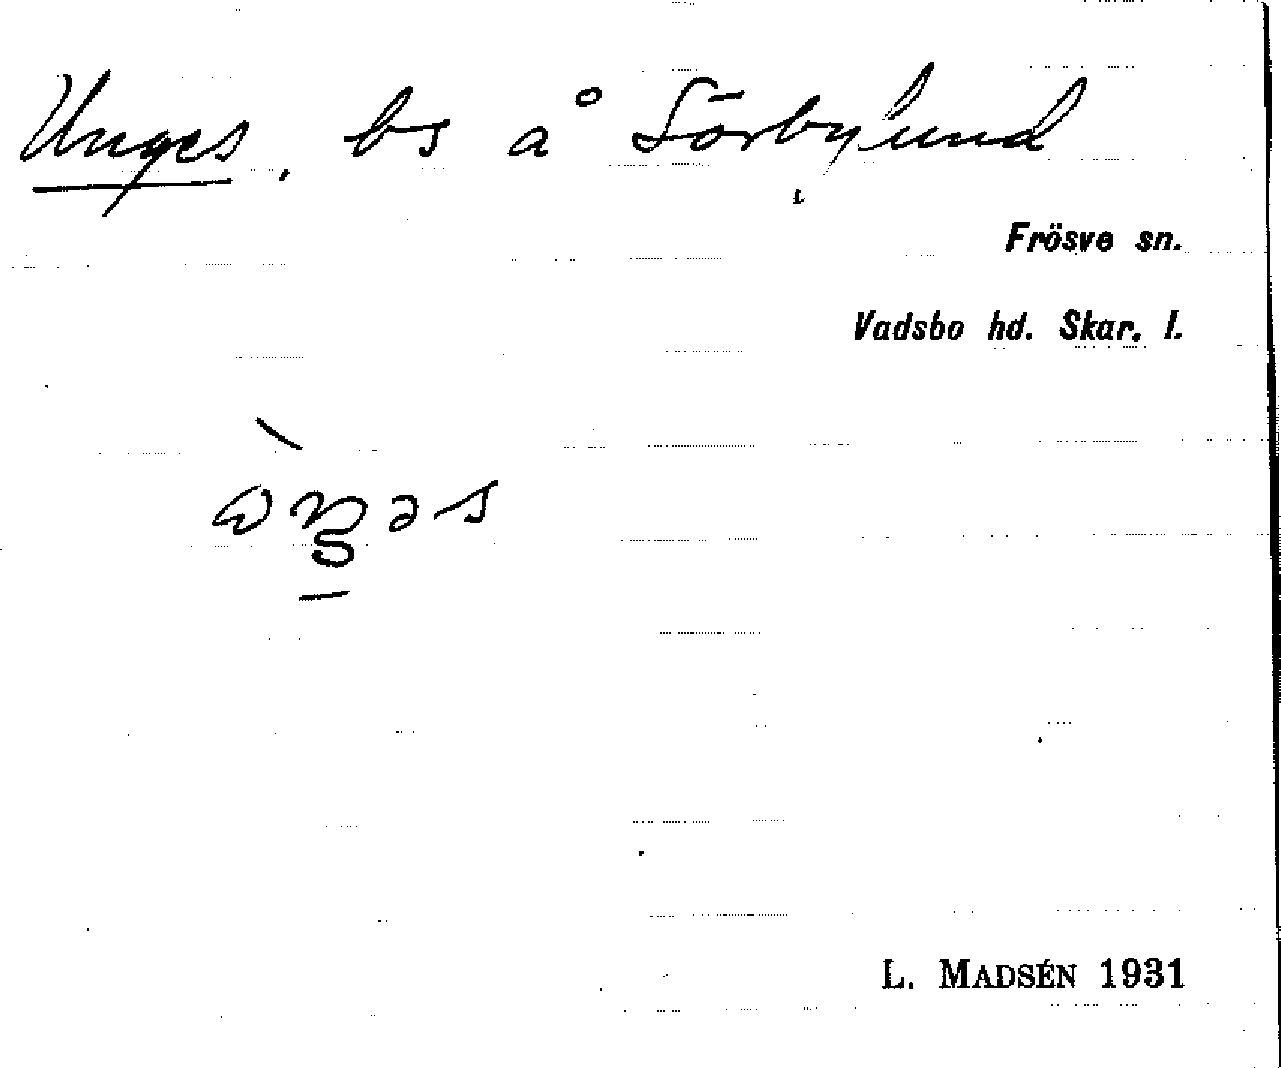 Unges, bs å Sörbylund
Frösve sn.
Vadsbo hd. Skar. l.
L. MADSÉN 1931